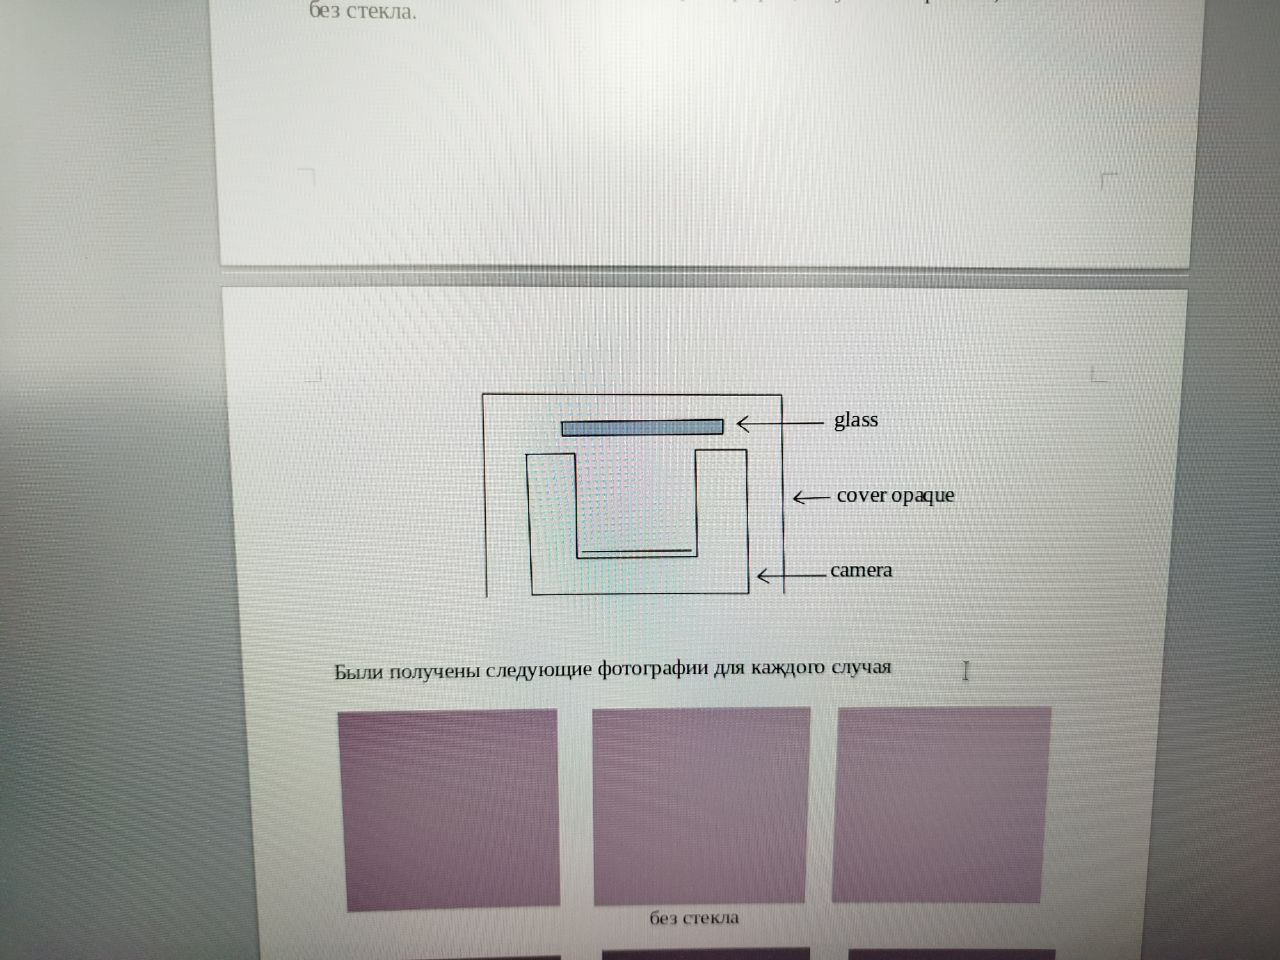 без стекла.
glass
cover opaque
camera
Были получены следующие фотографии для каждого случая
без стекла